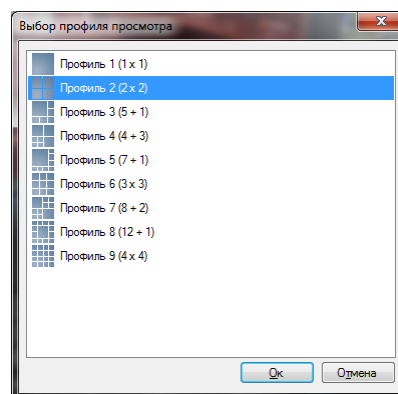 Выбор профиля просмотра
Профиль 1 (1 x 1)
Профиль 2 (2 x 2)
Профиль 3 (5 + 1)
Профиль 4 (4 + 3)
Профиль 5 (7 + 1)
Профиль 6 (3 x 3)
Профиль 7 (8 + 2)
Профиль 8 (12 + 1)
Профиль 9 (4 x 4)
Ок Отмена